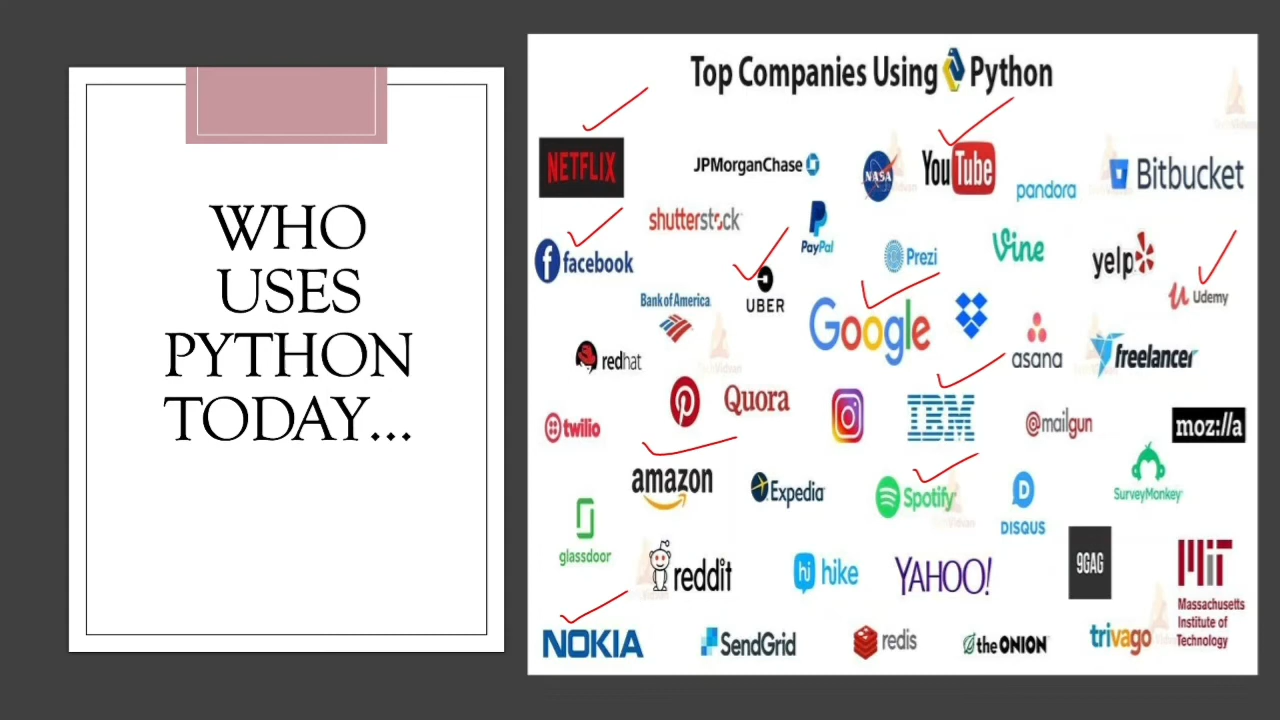 WHO
USES
PYTHON
TODAY...
Top Companies Using Python
NETFLIX
JPMorganChase
NASA
YouTube
pandora
Bitbucket
shutterstock
PayPal
Prezi
Vine
yelp
facebook
Bank of America
UBER
Google
Udemy
redhat
asana
freelancer
twilio
Quora
IBM
@mailgun
moz://a
amazon
Expedia
Spotify
DISQUS
SurveyMonkey
glassdoor
reddit
hi hike
YAHOO!
9GAG
MIT
Massachusetts
Institute of
Technology
NOKIA
SendGrid
redis
the ONION
trivago